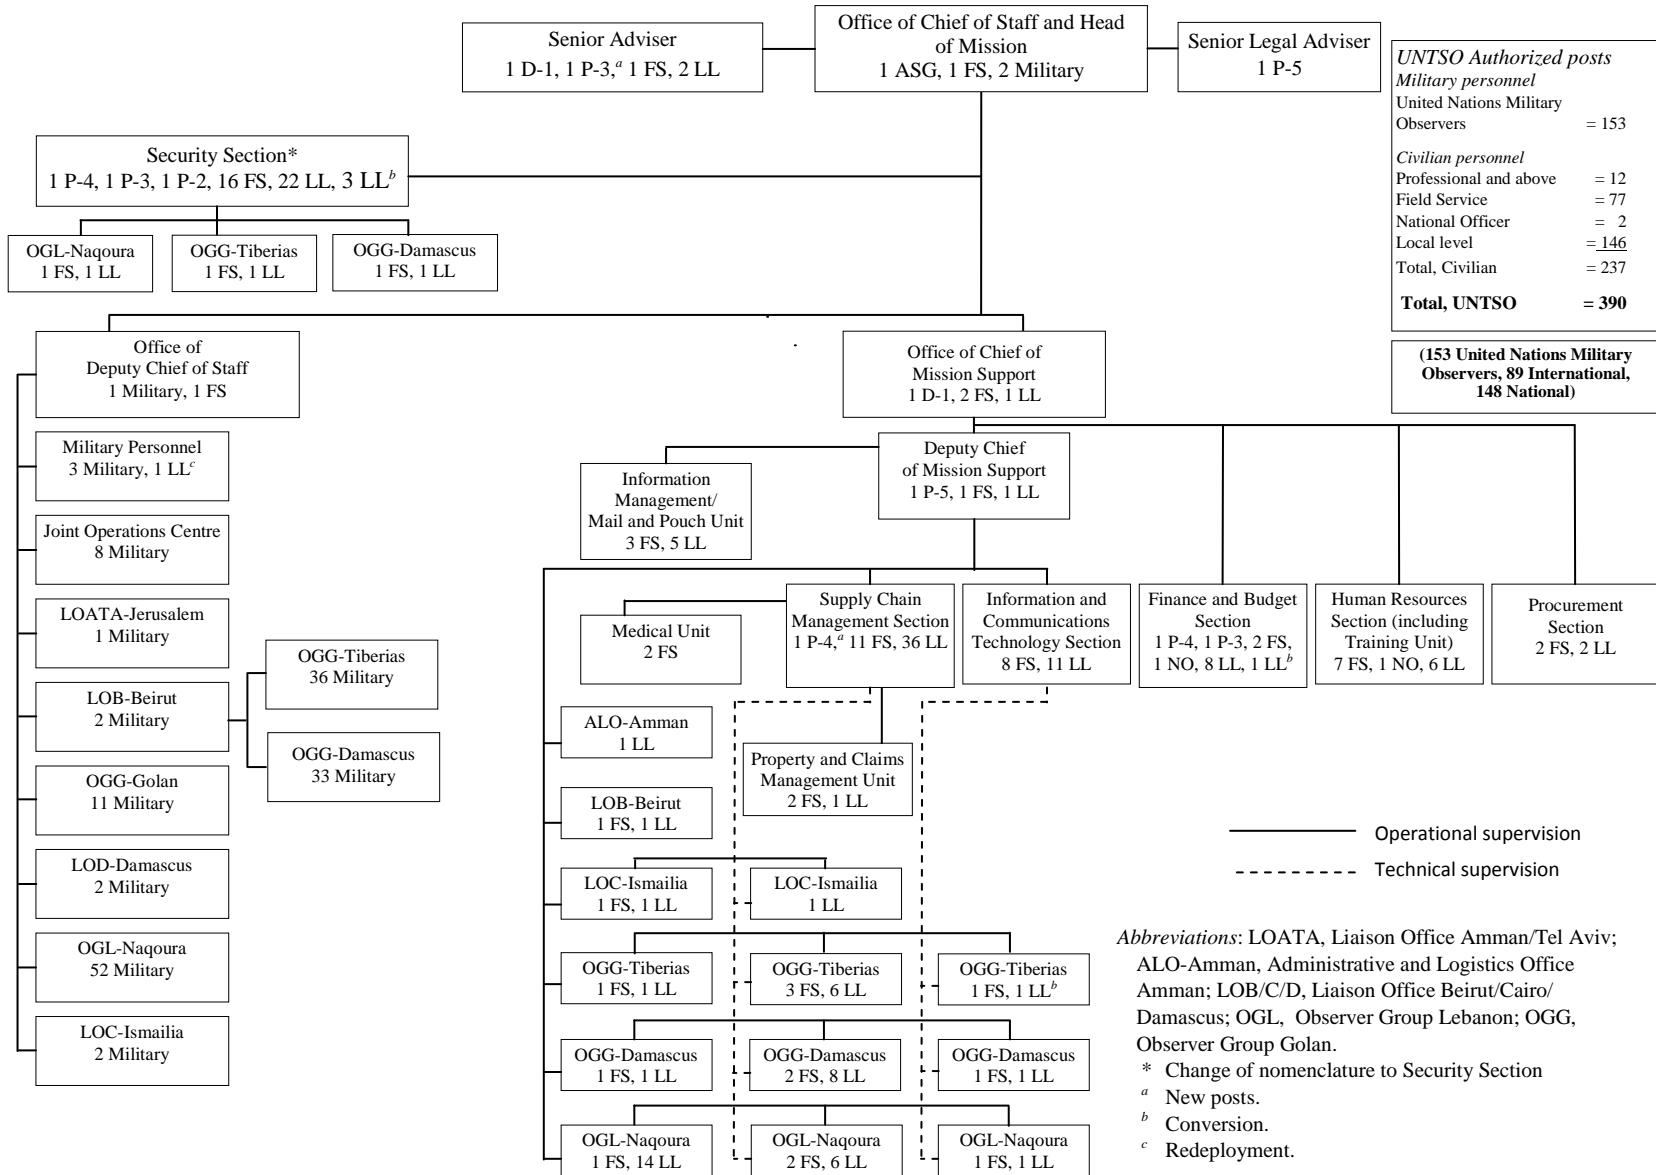 Office of Chief of Staff and Head
of Mission
1 ASG, 1 FS, 2 Military
Senior Adviser
1 D-1, 1 P-3,a 1 FS, 2 LL
Senior Legal Adviser
1 P-5
UNTSO Authorized posts
Military personnel
United Nations Military
Observers = 153
Civilian personnel
Professional and above = 12
Field Service = 77
National Officer = 2
Local level = 146
Total, Civilian = 237
Total, UNTSO = 390
(153 United Nations Military
Observers, 89 International,
148 National)
Security Section*
1 P-4, 1 P-3, 1 P-2, 16 FS, 22 LL, 3 LLb
OGL-Naqoura
1 FS, 1 LL
OGG-Tiberias
1 FS, 1 LL
OGG-Damascus
1 FS, 1 LL
Office of
Deputy Chief of Staff
1 Military, 1 FS
Military Personnel
3 Military, 1 LLc
Joint Operations Centre
8 Military
LOATA-Jerusalem
1 Military
LOB-Beirut
2 Military
OGG-Golan
11 Military
LOD-Damascus
2 Military
OGL-Naqoura
52 Military
LOC-Ismailia
2 Military
OGG-Tiberias
36 Military
OGG-Damascus
33 Military
Office of Chief of
Mission Support
1 D-1, 2 FS, 1 LL
Deputy Chief
of Mission Support
1 P-5, 1 FS, 1 LL
Information
Management/
Mail and Pouch Unit
3 FS, 5 LL
Medical Unit
2 FS
Supply Chain
Management Section
1 P-4,a 11 FS, 36 LL
Information and
Communications
Technology Section
8 FS, 11 LL
Finance and Budget
Section
1 P-4, 1 P-3, 2 FS,
1 NO, 8 LL, 1 LLb
Human Resources
Section (including
Training Unit)
7 FS, 1 NO, 6 LL
Procurement
Section
2 FS, 2 LL
ALO-Amman
1 LL
Property and Claims
Management Unit
2 FS, 1 LL
LOB-Beirut
1 FS, 1 LL
LOC-Ismailia
1 FS, 1 LL
LOC-Ismailia
1 LL
OGG-Tiberias
1 FS, 1 LL
OGG-Tiberias
3 FS, 6 LL
OGG-Tiberias
1 FS, 1 LLb
OGG-Damascus
1 FS, 1 LL
OGG-Damascus
2 FS, 8 LL
OGG-Damascus
1 FS, 1 LL
OGL-Naqoura
1 FS, 14 LL
OGL-Naqoura
2 FS, 6 LL
OGL-Naqoura
1 FS, 1 LL
Operational supervision
Technical supervision
Abbreviations: LOATA, Liaison Office Amman/Tel Aviv;
ALO-Amman, Administrative and Logistics Office
Amman; LOB/C/D, Liaison Office Beirut/Cairo/
Damascus; OGL, Observer Group Lebanon; OGG,
Observer Group Golan.
* Change of nomenclature to Security Section
a New posts.
b Conversion.
c Redeployment.